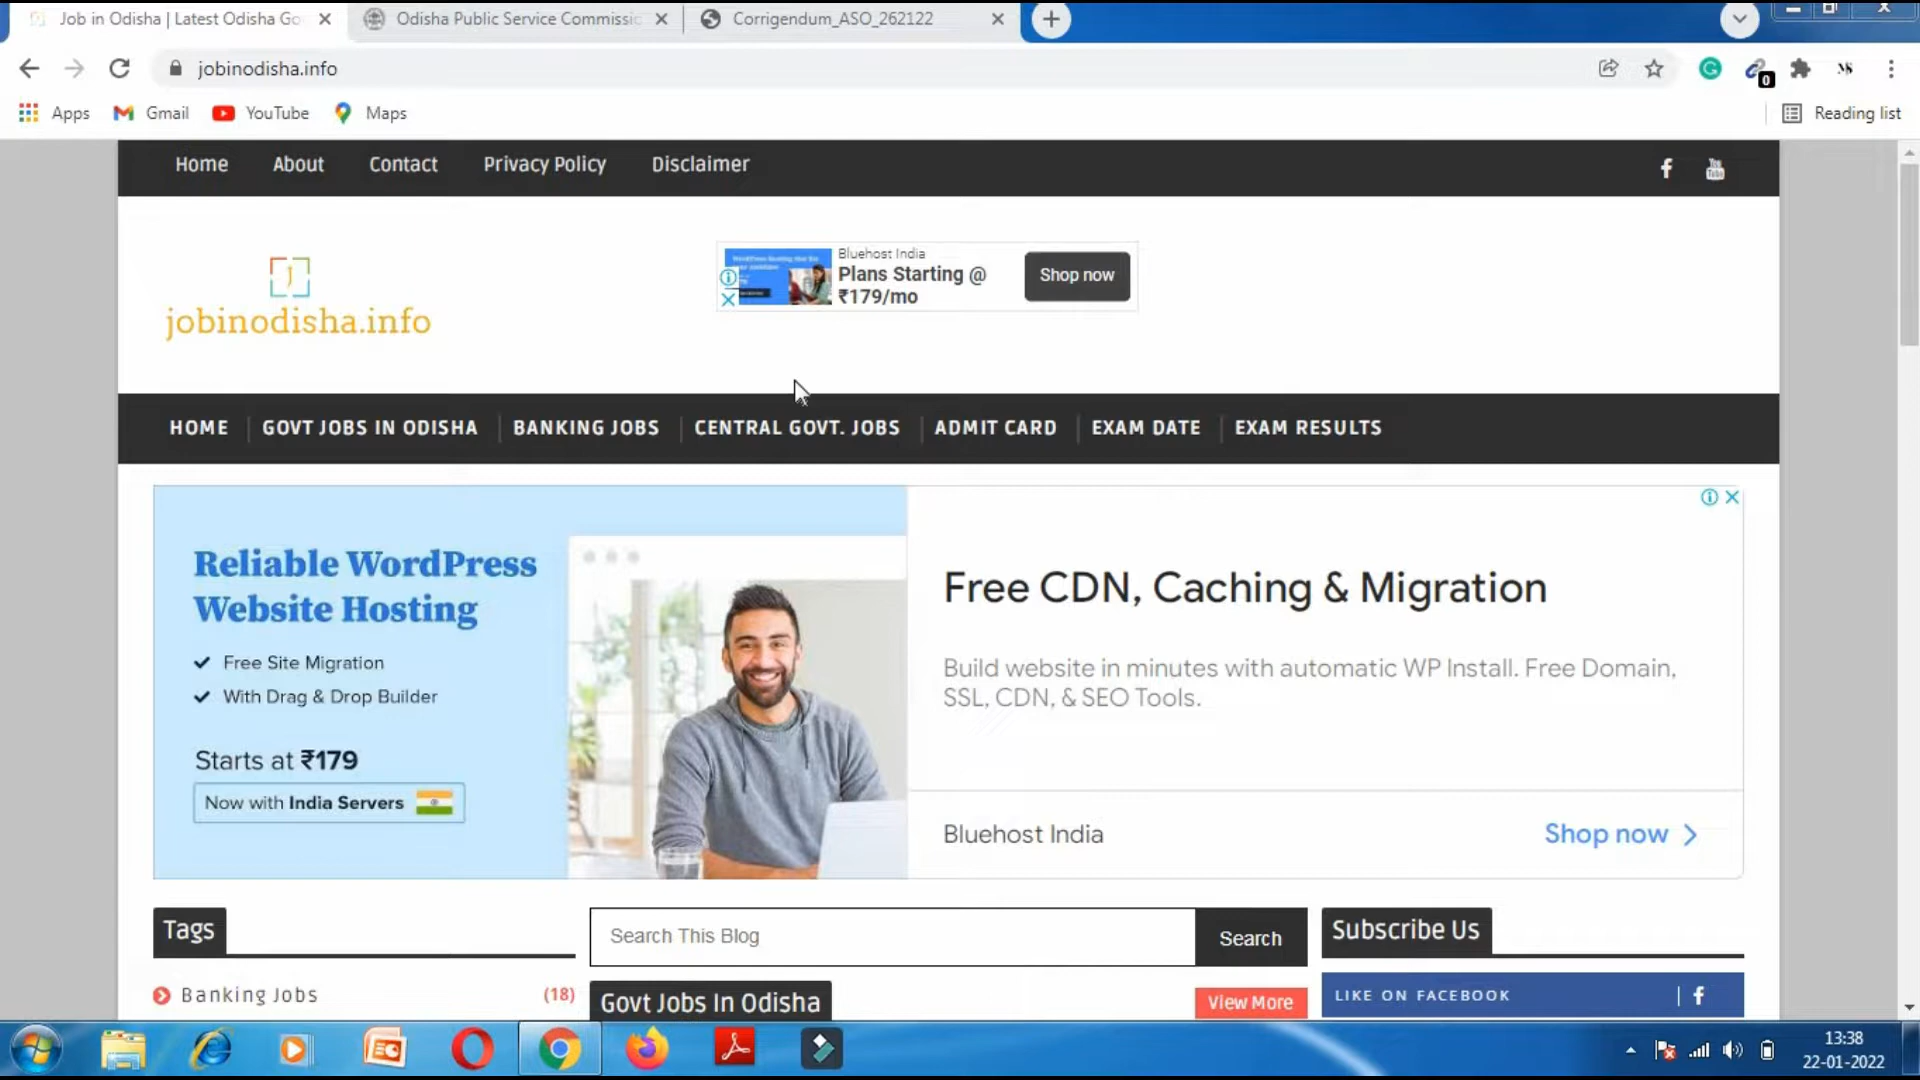 Job in Odisha | Latest Odisha Go
Odisha Public Service Commissic
Corrigendum_ASO_262122
jobinodisha.info
0
Apps
Gmail
YouTube
Maps
Reading list
Home
About
Contact
Privacy Policy
Disclaimer
You Tube
J
jobinodisha.info
Bluehost India
Plans Starting @
₹179/mo
Shop now
HOME
GOVT JOBS IN ODISHA
BANKING JOBS
CENTRAL GOVT. JOBS
ADMIT CARD
EXAM DATE
EXAM RESULTS
Reliable WordPress
Website Hosting
Free Site Migration
With Drag & Drop Builder
Starts at ₹179
Now with India Servers
Free CDN, Caching & Migration
Build website in minutes with automatic WP Install. Free Domain,
SSL, CDN, & SEO Tools.
Bluehost India
Shop now
Tags
Search This Blog
Search
Subscribe Us
Banking Jobs
(18)
Govt Jobs In Odisha
View More
LIKE ON FACEBOOK
13:38
22-01-2022